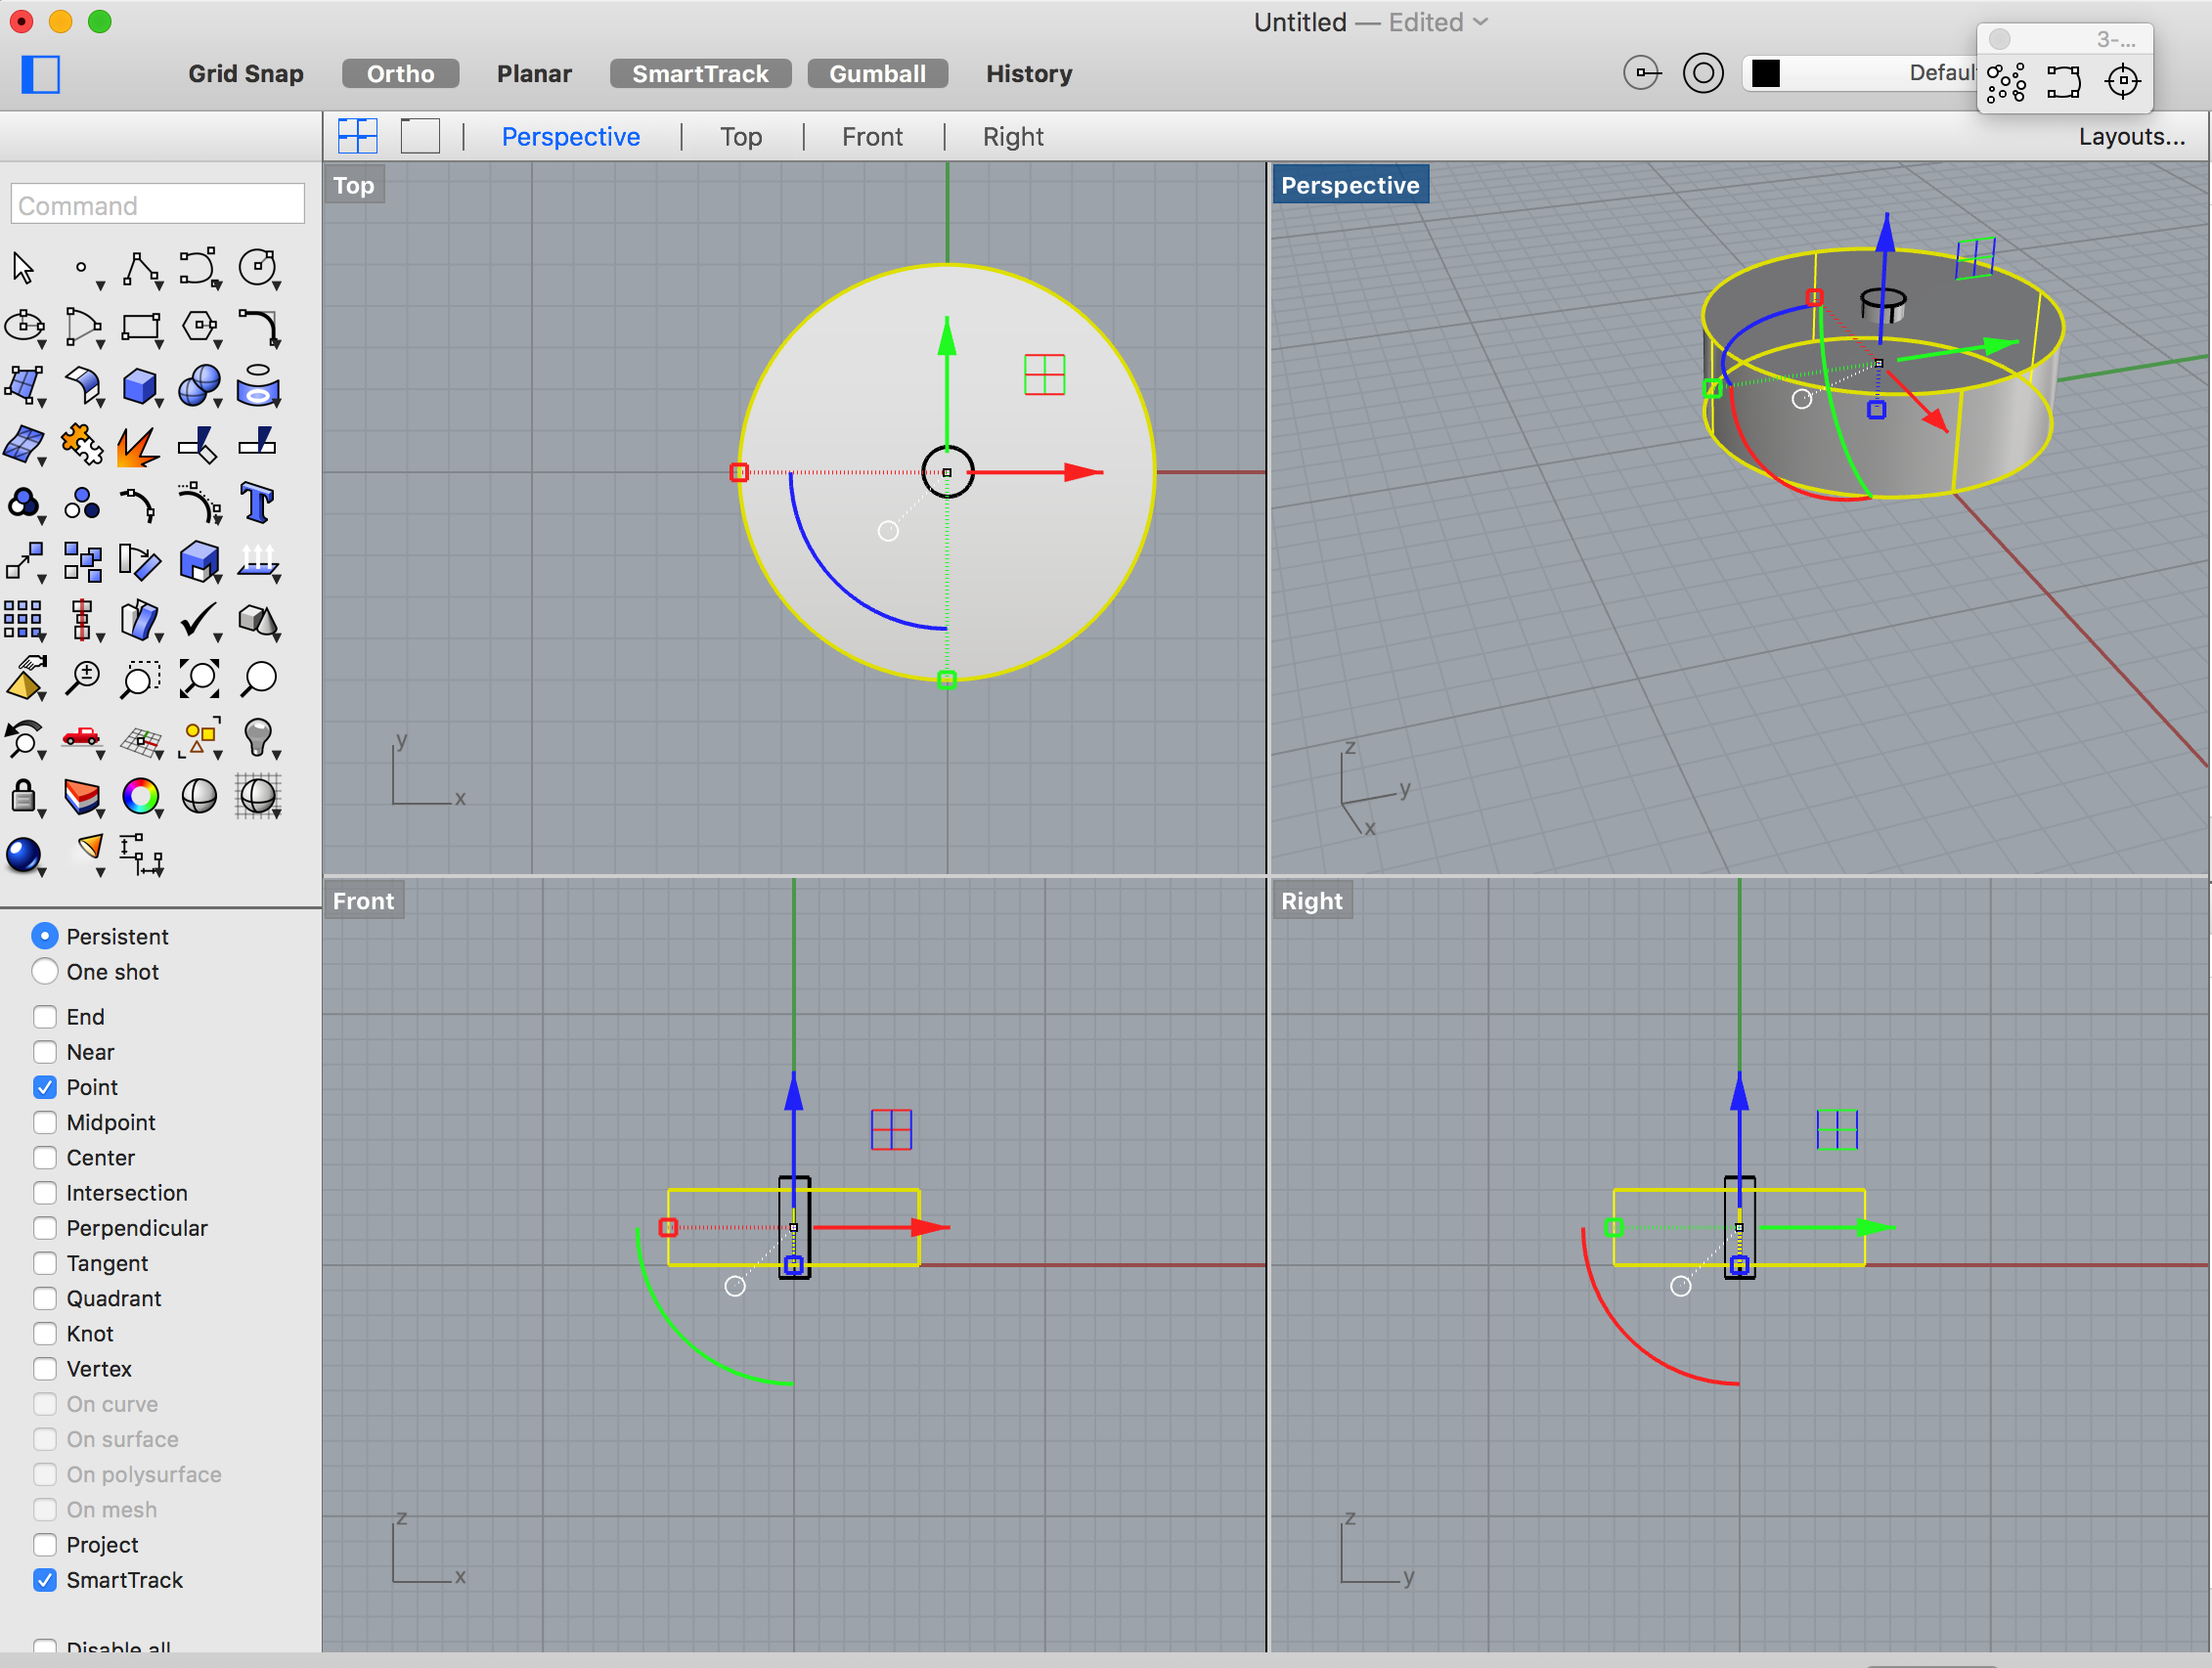 Untitled — Edited
3-...
Grid Snap Ortho Planar SmartTrack Gumball History
Perspective Top Front Right Layouts...
Command
Top
y
x
Perspective
z
y
x
Persistent
One shot
End
Near
Point
Midpoint
Center
Intersection
Perpendicular
Tangent
Quadrant
Knot
Vertex
On curve
On surface
On polysurface
On mesh
Project
SmartTrack
Disable all
Front
z
x
Right
z
y